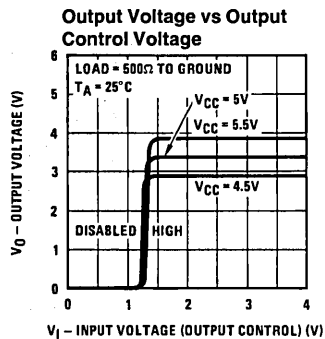 Output Voltage vs Output
Control Voltage
LOAD = 500Ω TO GROUND
TA = 25°C
VCC = 5V
VCC = 5.5V
VCC = 4.5V
DISABLED HIGH
6
5
4
3
2
1
0
0 1 2 3 4
VO – OUTPUT VOLTAGE (V)
VI – INPUT VOLTAGE (OUTPUT CONTROL) (V)